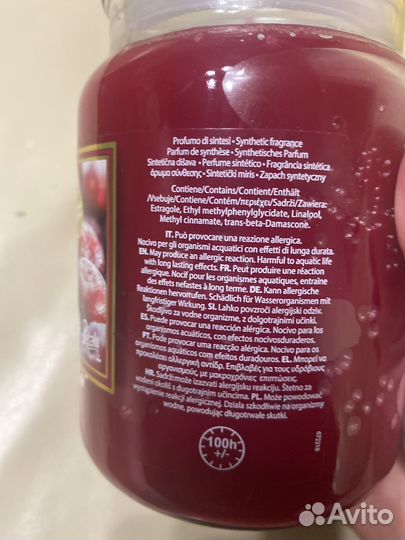 Profumo di sintesi • Synthetic fragrance
Parfum de synthèse • Synthetisches Parfum
Sintetična dišava • Perfume sintético • Fragrância sintética
άρωμα σύνθεσης • Sintetički miris • Zapach syntetyczny
Contiene/Contains/Contient/Enthält
/Vsebuje/Contiene/Contém/περιέχει/Sadrži/Zawiera:
Estragole, Ethyl methylphenylglycidate, Linalool,
Methyl cinnamate, trans-beta-Damascone.
IT. Può provocare una reazione allergica.
Nocivo per gli organismi acquatici con effetti di lunga durata.
EN. May produce an allergic reaction. Harmful to aquatic life
with long lasting effects. FR. Peut produire une réaction
allergique. Nocif pour les organismes aquatiques, entraîne
des effets néfastes à long terme. DE. Kann allergische
Reaktionen hervorrufen. Schädlich für Wasserorganismen mit
langfristiger Wirkung. SI. Lahko povzroči alergijski odziv.
Škodljivo za vodne organizme, z dolgotrajnimi učinki.
ES. Puede provocar una reacción alérgica. Nocivo para los
organismos acuáticos, con efectos nocivosduraderos.
PT. Pode provocar uma reacção alérgica. Nocivo para os
organismos aquáticos com efeitos duradouros. EL. Μπορεί να
προκαλέσει αλλεργική αντίδρ. Επιβλαβές για τους υδρόβιους
οργανισμούς, με μακροχρόνιες επιπτώσεις.
HR. Sadrži može izazvati alergijsku reakciju. Štetno za
vodeni okoliš s dugotrajnim učincima. PL. Może powodować
wystąpienie reakcji alergicznej. Działa szkodliwie na organizmy
wodne, powodując długotrwałe skutki.
67218
100h
+/-
Avito